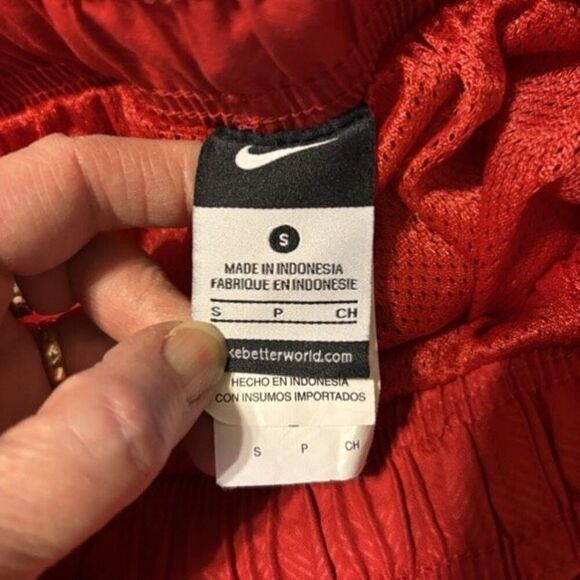 S
MADE IN INDONESIA
FABRIQUE EN INDONESIE
S P CH
kebetterworld.com
HECHO EN INDONESIA
CON INSUMOS IMPORTADOS
S P CH